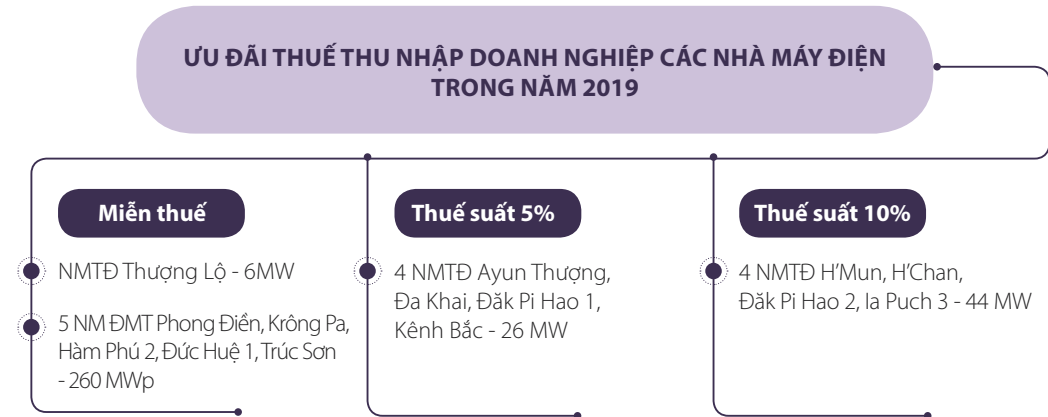 ƯU ĐÃI THUẾ THU NHẬP DOANH NGHIỆP CÁC NHÀ MÁY ĐIỆN
TRONG NĂM 2019
Miễn thuế
NMTĐ Thượng Lộ - 6MW
5 NM ĐMT Phong Điền, Krông Pa,
Hàm Phú 2, Đức Huệ 1, Trúc Sơn
- 260 MWp
Thuế suất 5%
4 NMTĐ Ayun Thượng,
Đa Khai, Đăk Pi Hao 1,
Kênh Bắc - 26 MW
Thuế suất 10%
4 NMTĐ H’Mun, H’Chan,
Đăk Pi Hao 2, Ia Puch 3 - 44 MW